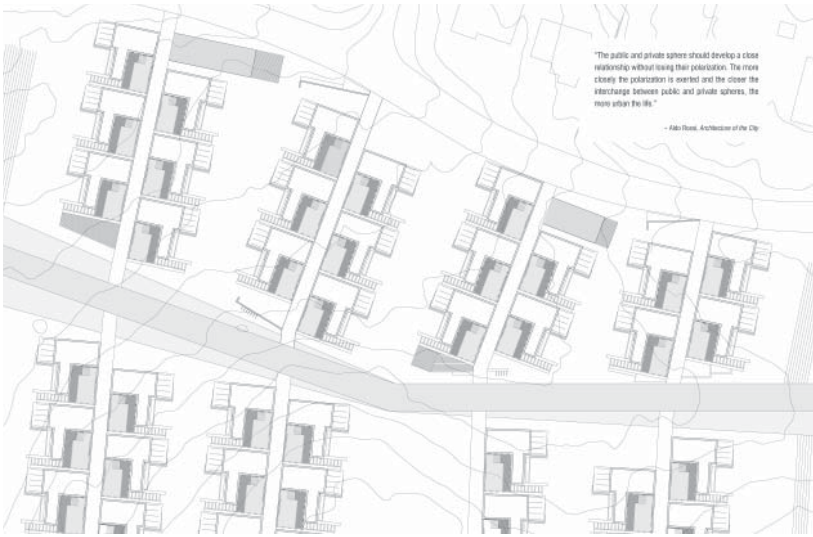 "The public and private sphere should develop a close
relationship without losing their polarization. The more
closely the polarization is exerted and the closer the
interchange between public and private spheres, the
more urban the life."
– Aldo Rossi, Architecture of the City